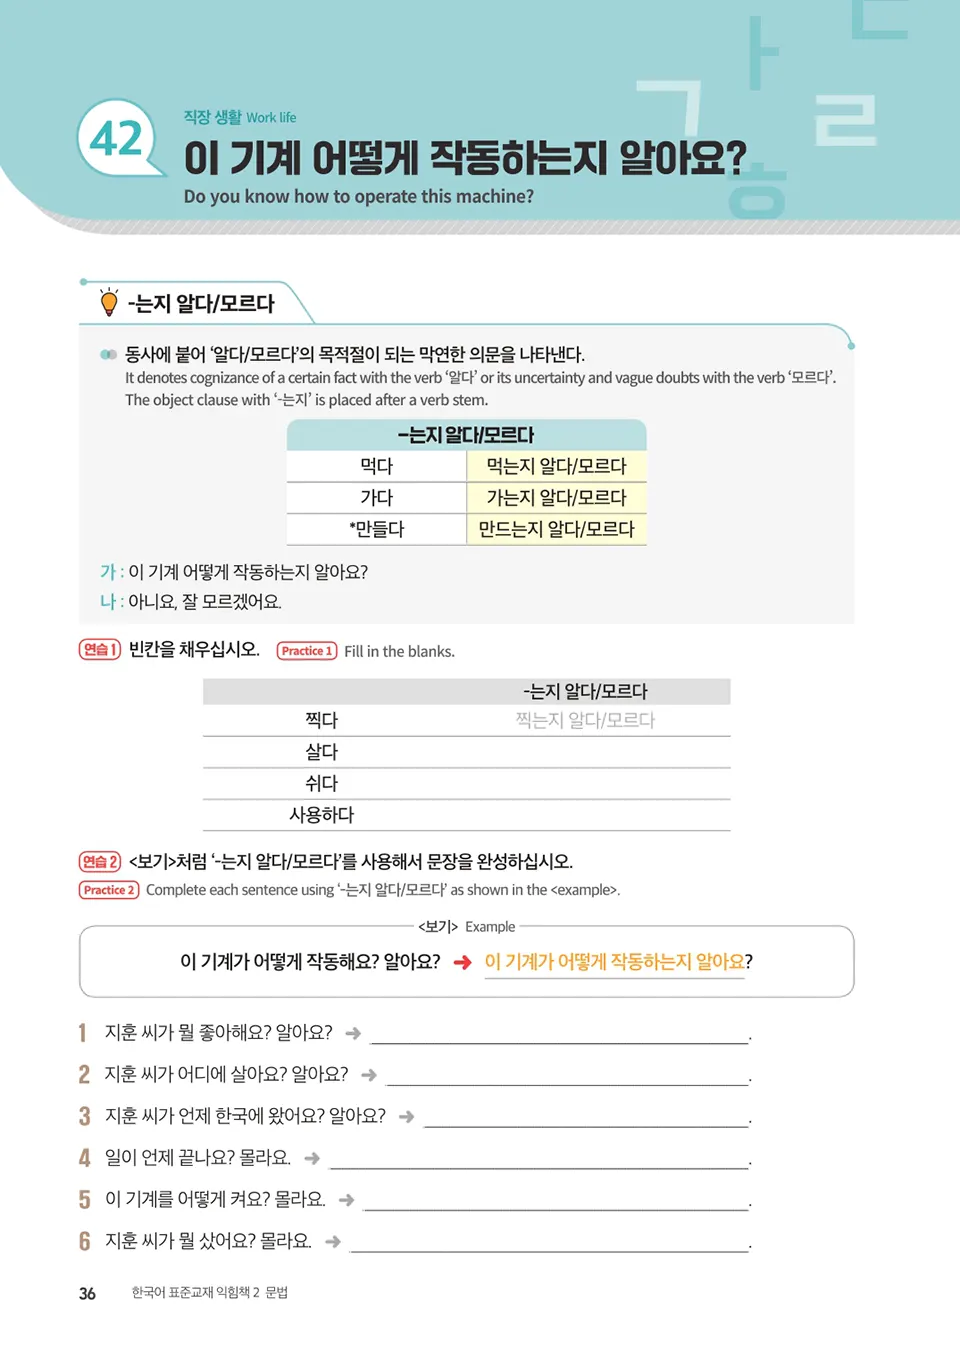 42
직장 생활 Work life
이 기계 어떻게 작동하는지 알아요?
Do you know how to operate this machine?
ㄱ ㅏ ㄴ ㄹ ㅎ
-는지 알다/모르다
동사에 붙어 ‘알다/모르다’의 목적절이 되는 막연한 의문을 나타낸다.
It denotes cognizance of a certain fact with the verb ‘알다’ or its uncertainty and vague doubts with the verb ‘모르다’.
The object clause with ‘-는지’ is placed after a verb stem.
-는지 알다/모르다
먹다 먹는지 알다/모르다
가다 가는지 알다/모르다
*만들다 만드는지 알다/모르다
가 : 이 기계 어떻게 작동하는지 알아요?
나 : 아니요, 잘 모르겠어요.
연습 1 빈칸을 채우십시오. Practice 1 Fill in the blanks.
-는지 알다/모르다
찍다 찍는지 알다/모르다
살다
쉬다
사용하다
연습 2 <보기>처럼 ‘-는지 알다/모르다’를 사용해서 문장을 완성하십시오.
Practice 2 Complete each sentence using ‘-는지 알다/모르다’ as shown in the <example>.
<보기> Example
이 기계가 어떻게 작동해요? 알아요? ➜ 이 기계가 어떻게 작동하는지 알아요?
1 지훈 씨가 뭘 좋아해요? 알아요? ➜ .
2 지훈 씨가 어디에 살아요? 알아요? ➜ .
3 지훈 씨가 언제 한국에 왔어요? 알아요? ➜ .
4 일이 언제 끝나요? 몰라요. ➜ .
5 이 기계를 어떻게 켜요? 몰라요. ➜ .
6 지훈 씨가 뭘 샀어요? 몰라요. ➜ .
36 한국어 표준교재 익힘책 2 문법